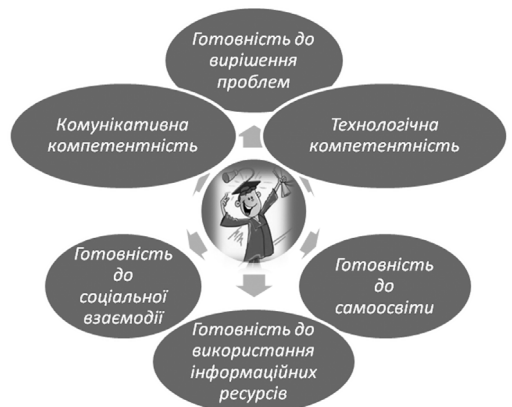 Готовність до
вирішення
проблем
Комунікативна
компетентність
Технологічна
компетентність
Готовність
до
соціальної
взаємодії
Готовність
до
самоосвіти
Готовність до
використання
інформаційних
ресурсів